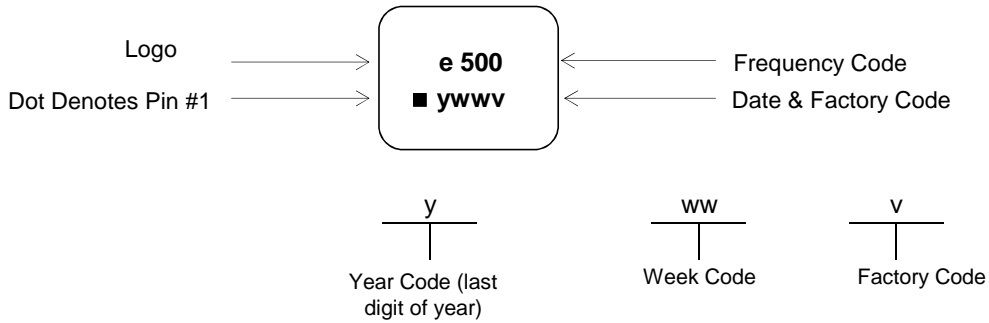 Logo
e 500
Frequency Code
Dot Denotes Pin #1
■ ywwv
Date & Factory Code
y
ww
v
Year Code (last
digit of year)
Week Code
Factory Code